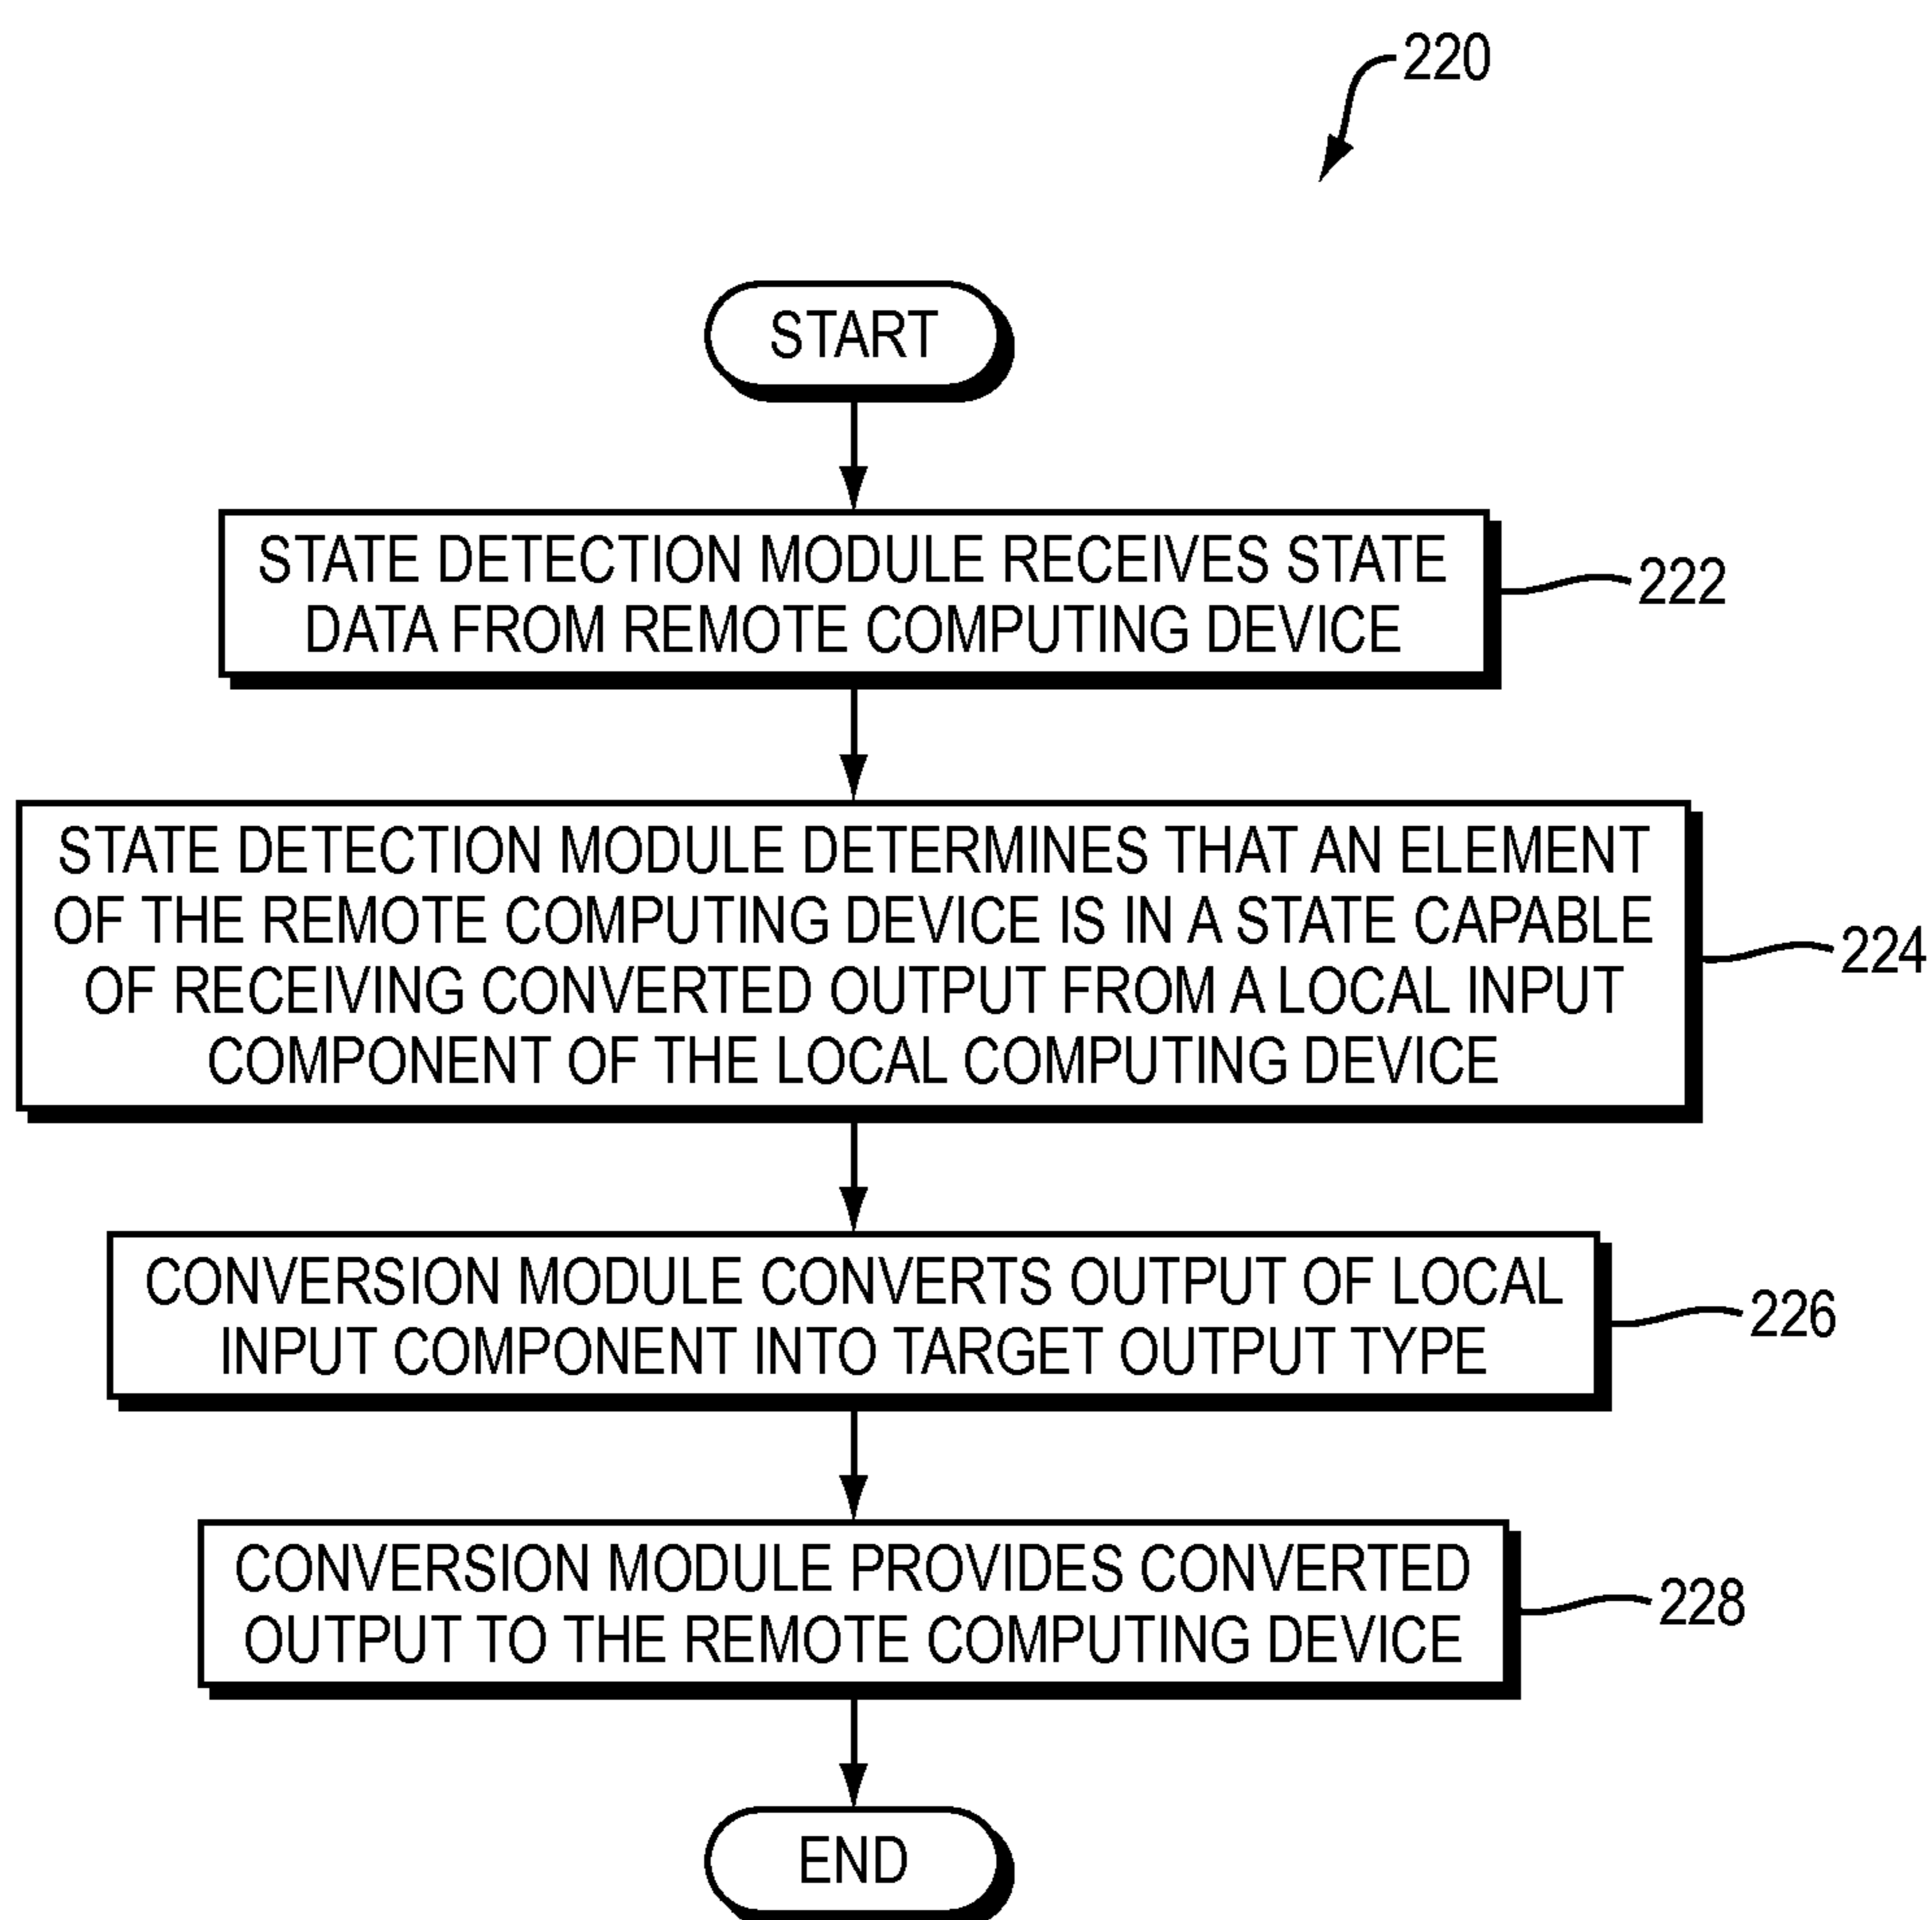 220
START
STATE DETECTION MODULE RECEIVES STATE
DATA FROM REMOTE COMPUTING DEVICE
222
STATE DETECTION MODULE DETERMINES THAT AN ELEMENT
OF THE REMOTE COMPUTING DEVICE IS IN A STATE CAPABLE
OF RECEIVING CONVERTED OUTPUT FROM A LOCAL INPUT
COMPONENT OF THE LOCAL COMPUTING DEVICE
224
CONVERSION MODULE CONVERTS OUTPUT OF LOCAL
INPUT COMPONENT INTO TARGET OUTPUT TYPE
226
CONVERSION MODULE PROVIDES CONVERTED
OUTPUT TO THE REMOTE COMPUTING DEVICE
228
END